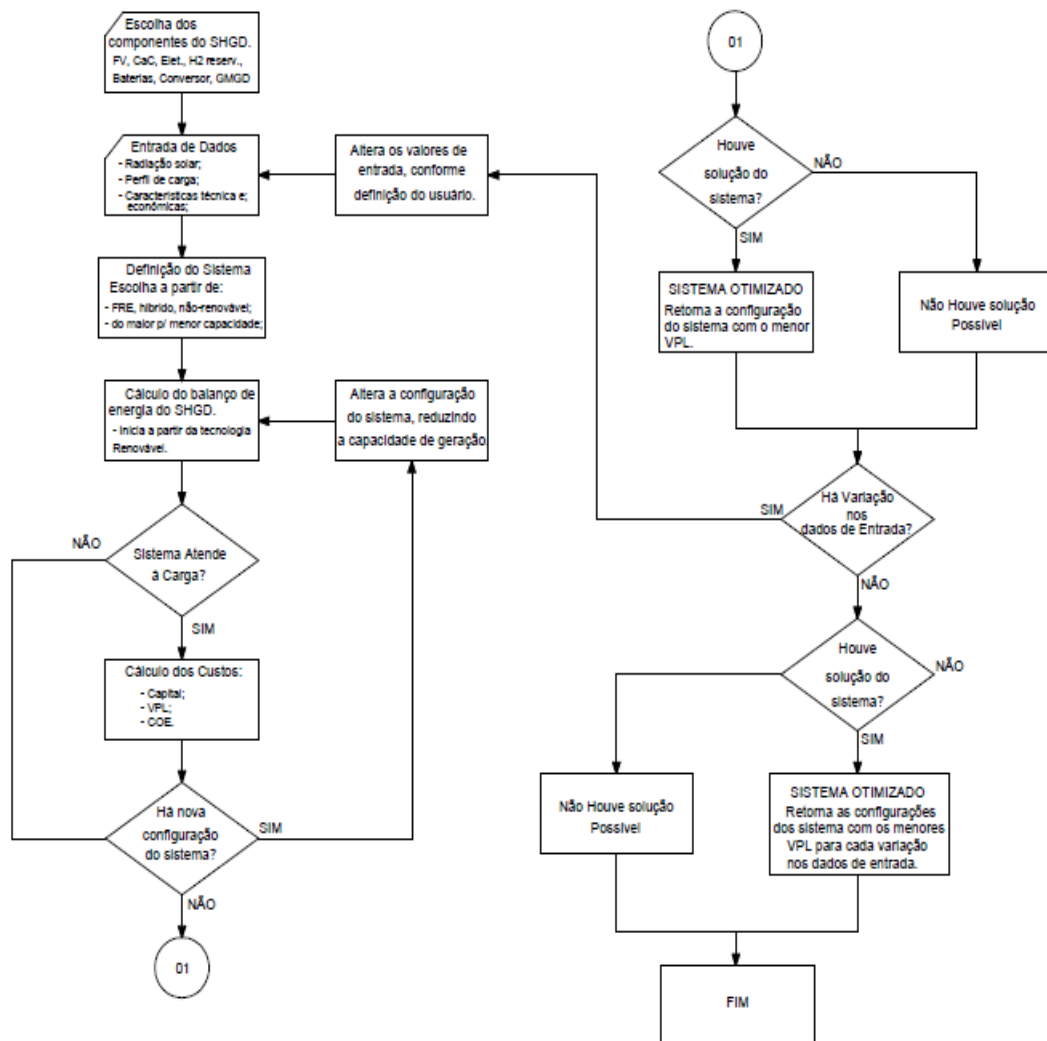 Escolha dos
componentes do SHGD.
FV, CaC, Elet., H2 reserv.,
Baterias, Conversor, GMGD
Entrada de Dados
- Radiação solar;
- Perfil de carga;
- Características técnica e;
econômicas;
Altera os valores de
entrada, conforme
definição do usuário.
Definição do Sistema
Escolha a partir de:
- FRE, híbrido, não-renovável;
- do maior p/ menor capacidade;
Cálculo do balanço de
energia do SHGD.
- Inicia a partir da tecnologia
Renovável.
Altera a configuração
do sistema, reduzindo
a capacidade de geração.
NÃO
Sistema Atende
à Carga?
SIM
Cálculo dos Custos:
- Capital;
- VPL;
- COE.
Há nova
configuração
do sistema?
SIM
NÃO
01
01
Houve
solução do
sistema?
NÃO
SIM
SISTEMA OTIMIZADO
Retorna a configuração
do sistema com o menor
VPL.
Não Houve solução
Possível
Há Variação
nos
dados de Entrada?
SIM
NÃO
Houve
solução do
sistema?
NÃO
SIM
Não Houve solução
Possível
SISTEMA OTIMIZADO
Retorna as configurações
dos sistema com os menores
VPL para cada variação
nos dados de entrada.
FIM